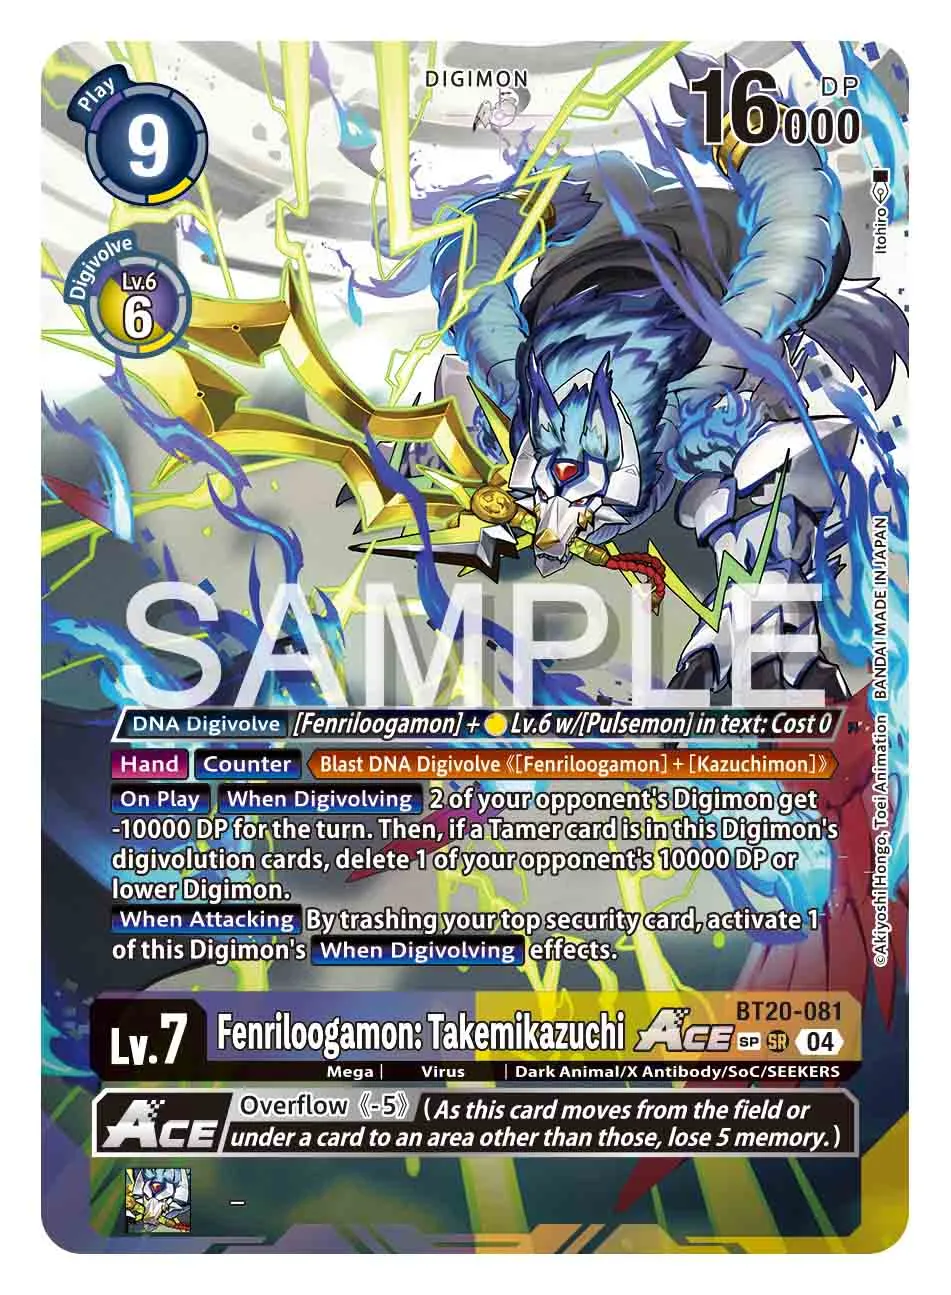 DIGIMON
Play
9
16000
DP
Digivolve
Lv.6
6
Itohiro
SAMPLE
DNA Digivolve [Fenriloogamon] + Lv.6 w/[Pulsemon] in text: Cost 0
Hand Counter Blast DNA Digivolve 《[Fenriloogamon] + [Kazuchimon]》
On Play When Digivolving 2 of your opponent's Digimon get
-10000 DP for the turn. Then, if a Tamer card is in this Digimon's
digivolution cards, delete 1 of your opponent's 10000 DP or
lower Digimon.
When Attacking By trashing your top security card, activate 1
of this Digimon's When Digivolving effects.
©Akiyoshi Hongo, Toei Animation BANDAI MADE IN JAPAN
BT20-081
Lv.7 Fenriloogamon: Takemikazuchi ACE SP SR 04
Mega | Virus | Dark Animal/X Antibody/SoC/SEEKERS
ACE Overflow 《-5》 (As this card moves from the field or
under a card to an area other than those, lose 5 memory.)
–